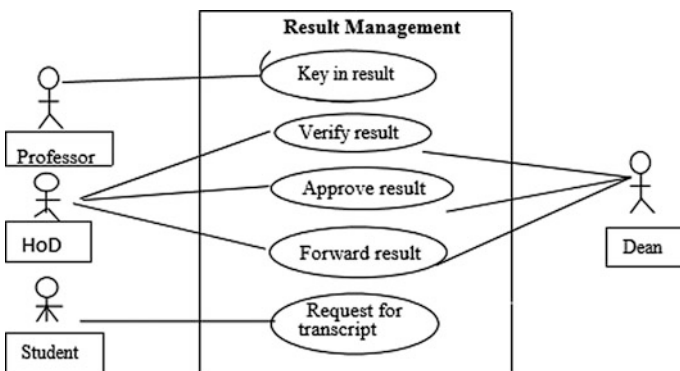 Result Management
Key in result
Professor
Verify result
HoD
Approve result
Dean
Forward result
Request for
transcript
Student